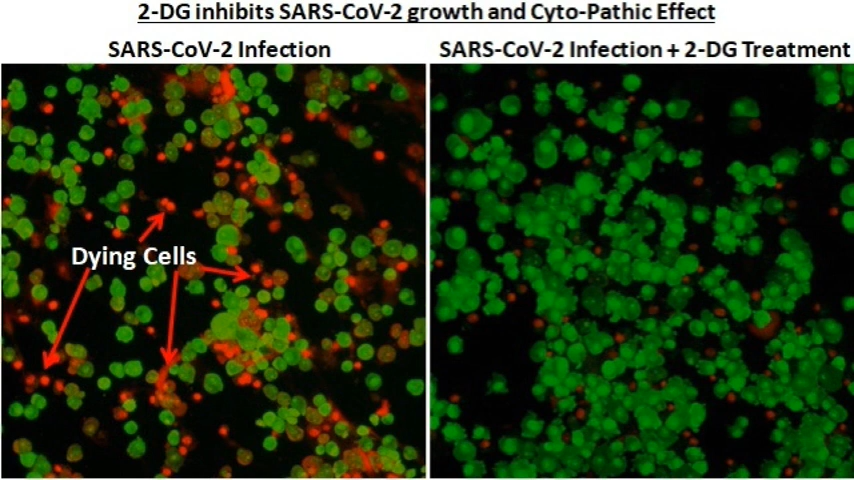 2-DG inhibits SARS-CoV-2 growth and Cyto-Pathic Effect
SARS-CoV-2 Infection
SARS-CoV-2 Infection + 2-DG Treatment
Dying Cells